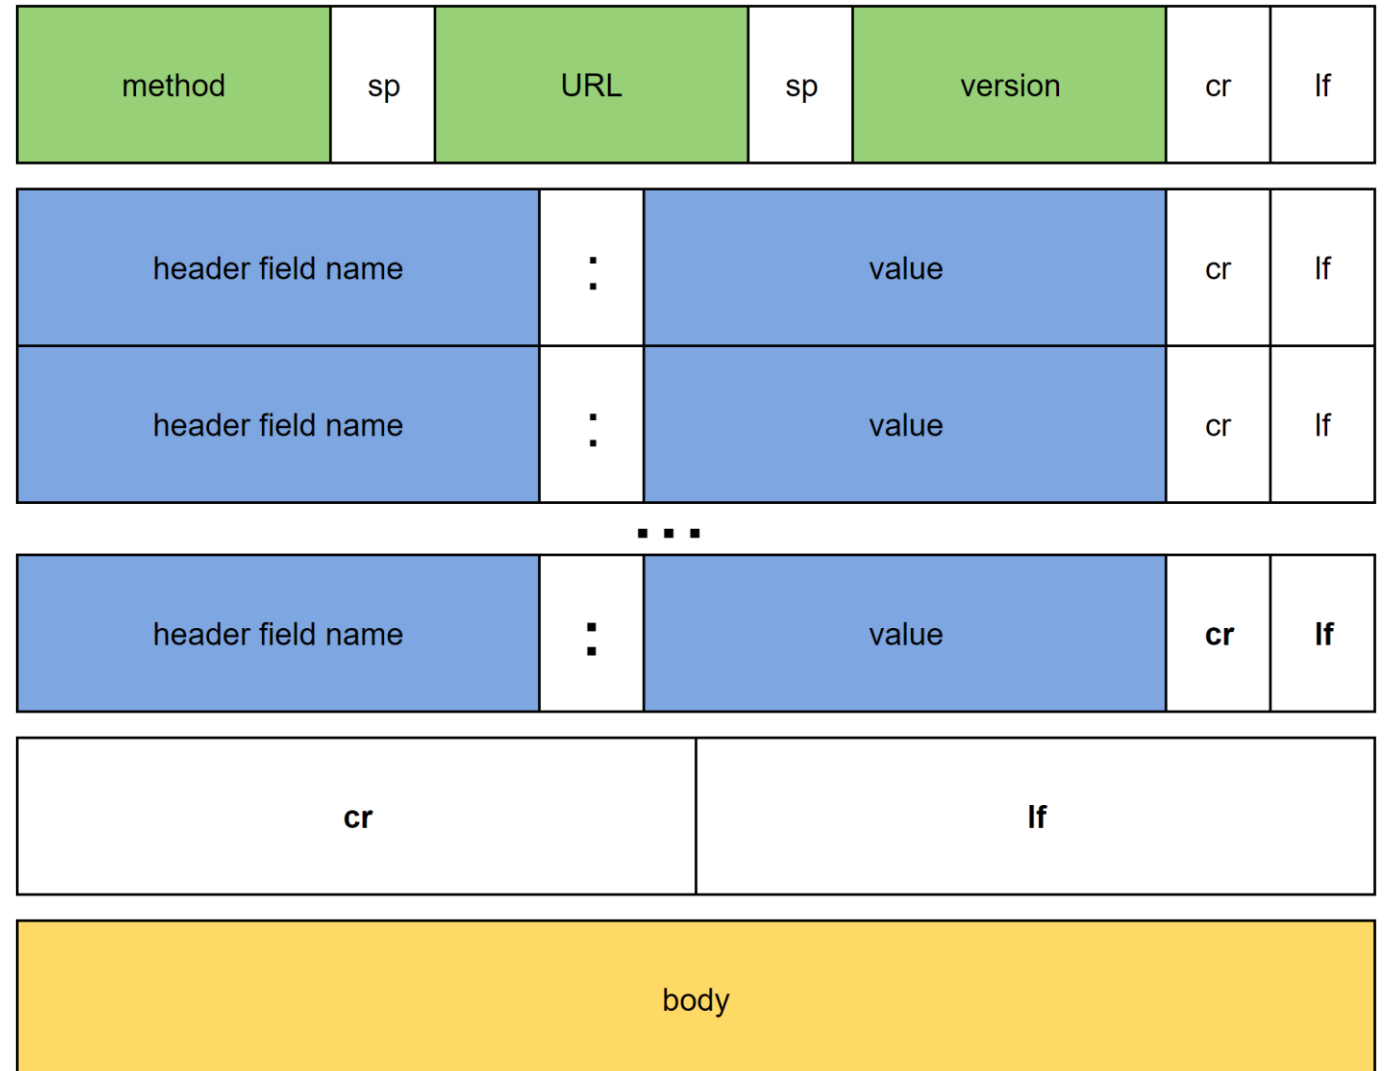 method sp URL sp version cr lf
header field name : value cr lf
header field name : value cr lf
...
header field name : value cr lf
cr lf
body